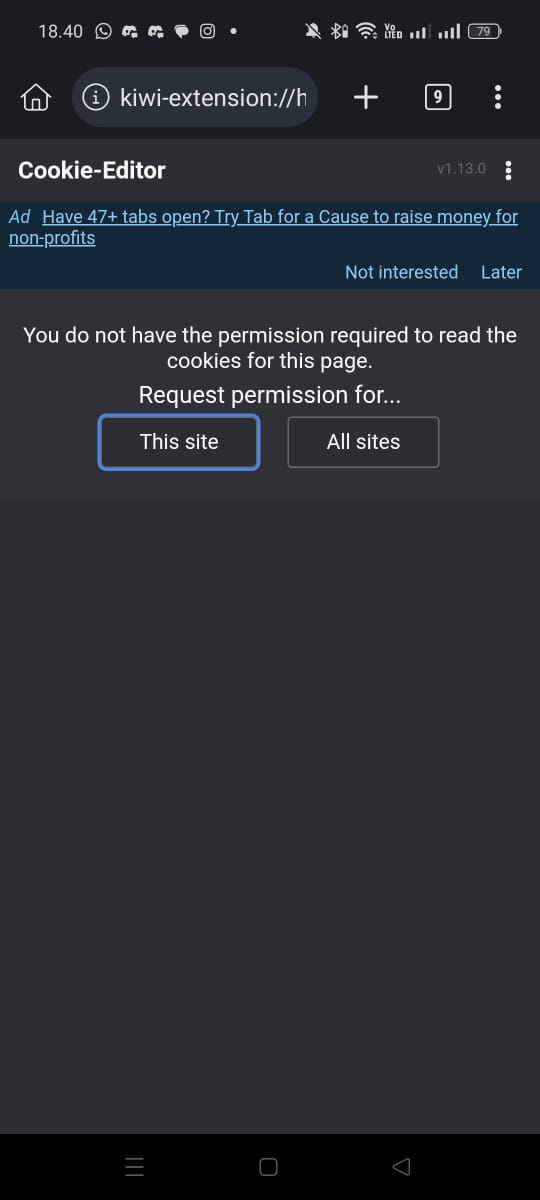 18.40
Vo
LTED
79
kiwi-extension://h
9
Cookie-Editor
v1.13.0
Ad Have 47+ tabs open? Try Tab for a Cause to raise money for
non-profits
Not interested Later
You do not have the permission required to read the
cookies for this page.
Request permission for...
This site All sites